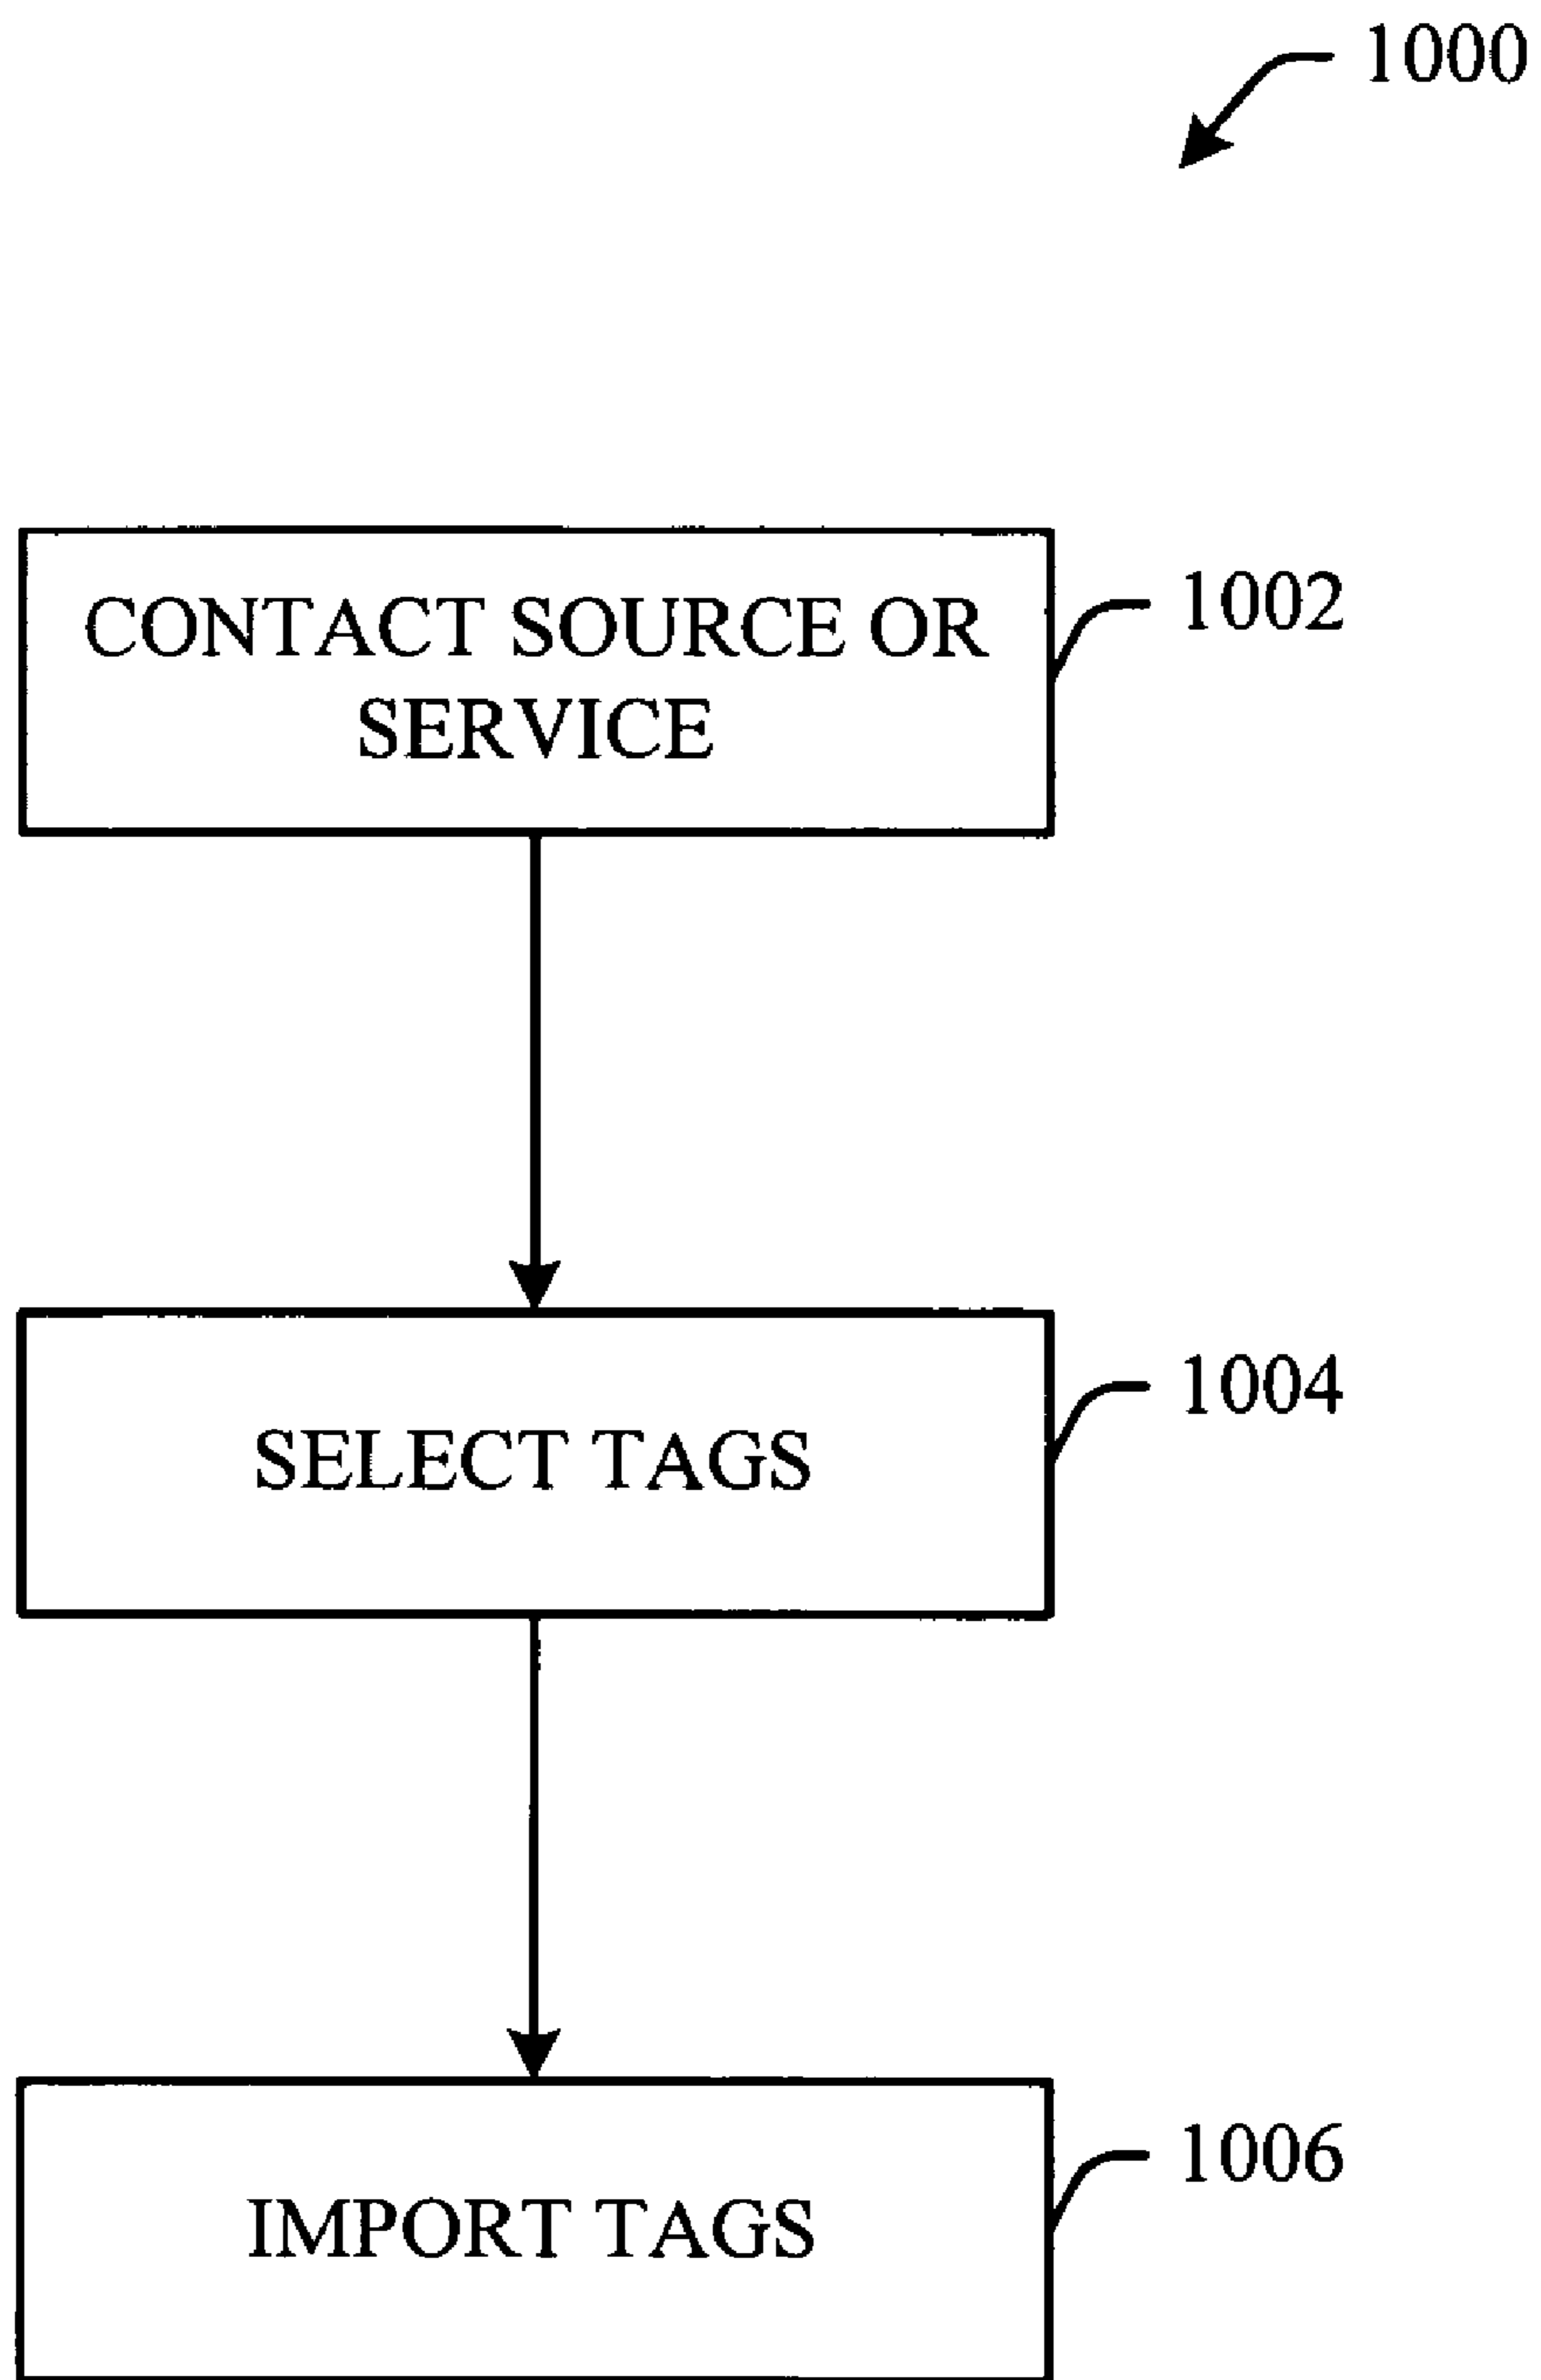 1000
CONTACT SOURCE OR
SERVICE
1002
SELECT TAGS
1004
IMPORT TAGS
1006